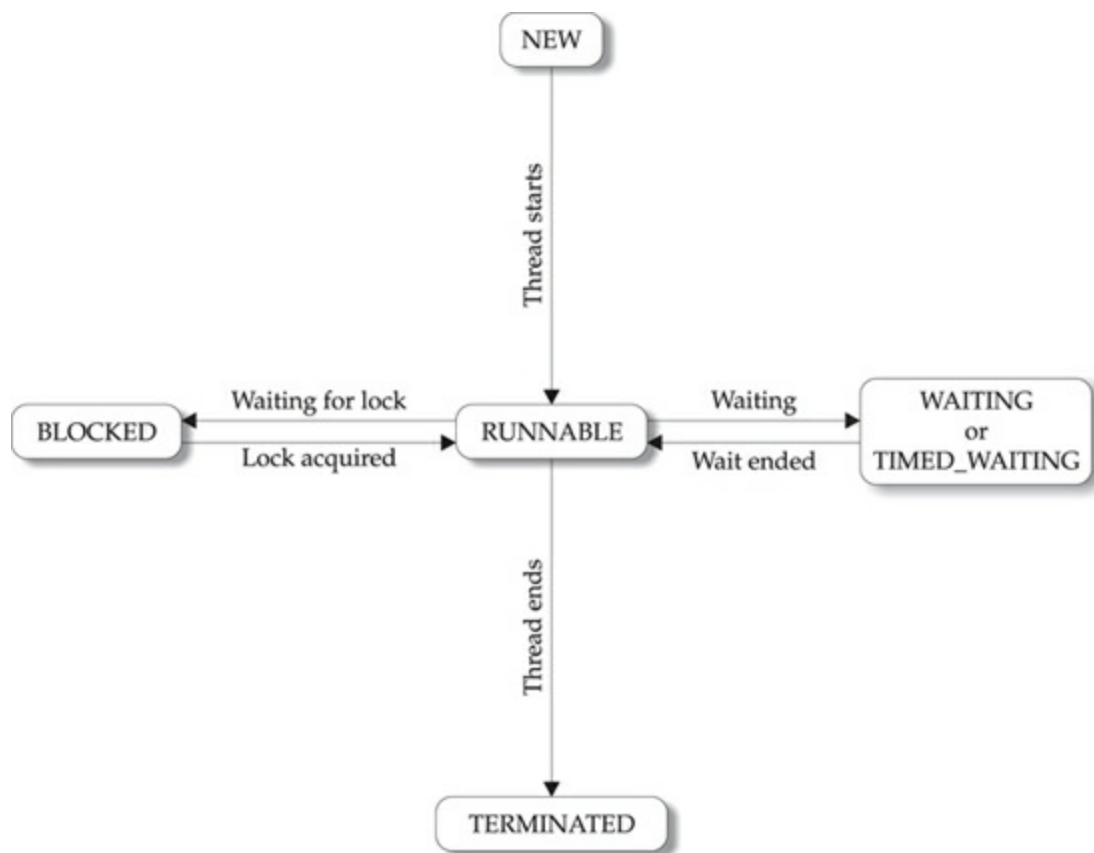 NEW
Thread starts
Waiting for lock
Waiting
BLOCKED
RUNNABLE
WAITING
or
TIMED_WAITING
Lock acquired
Wait ended
Thread ends
TERMINATED